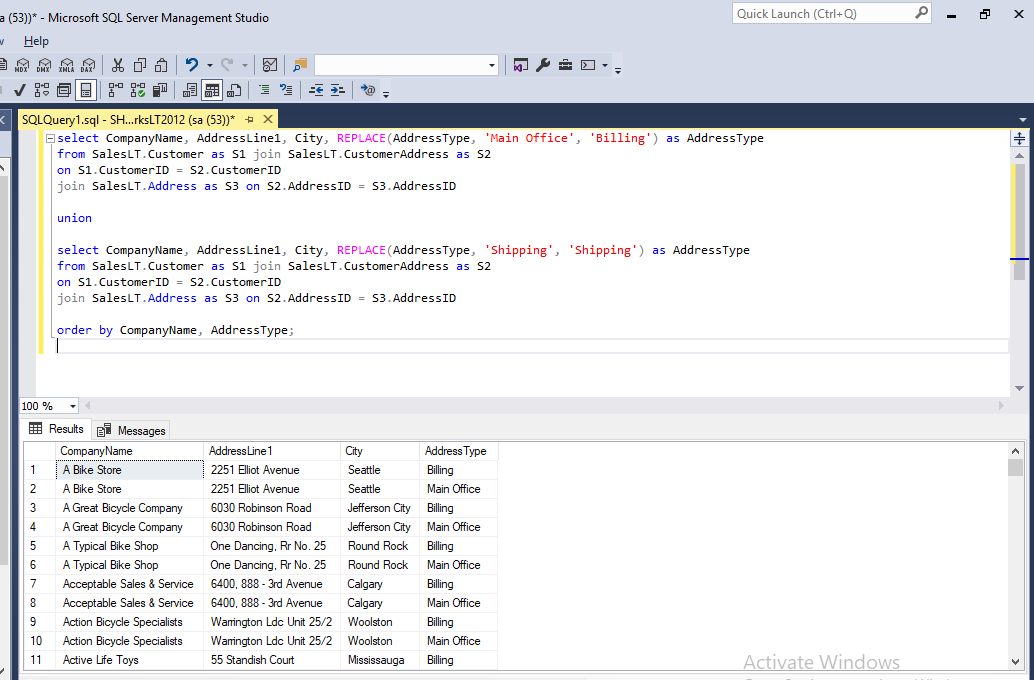 a (53))* - Microsoft SQL Server Management Studio
Quick Launch (Ctrl+Q)
Help
MDX DMX XMLA DAX
SQLQuery1.sql - SH...rksLT2012 (sa (53))*
select CompanyName, AddressLine1, City, REPLACE(AddressType, 'Main Office', 'Billing') as AddressType
from SalesLT.Customer as S1 join SalesLT.CustomerAddress as S2
on S1.CustomerID = S2.CustomerID
join SalesLT.Address as S3 on S2.AddressID = S3.AddressID
union
select CompanyName, AddressLine1, City, REPLACE(AddressType, 'Shipping', 'Shipping') as AddressType
from SalesLT.Customer as S1 join SalesLT.CustomerAddress as S2
on S1.CustomerID = S2.CustomerID
join SalesLT.Address as S3 on S2.AddressID = S3.AddressID
order by CompanyName, AddressType;
100 %
Results Messages
CompanyName AddressLine1 City AddressType
1 A Bike Store 2251 Elliot Avenue Seattle Billing
2 A Bike Store 2251 Elliot Avenue Seattle Main Office
3 A Great Bicycle Company 6030 Robinson Road Jefferson City Billing
4 A Great Bicycle Company 6030 Robinson Road Jefferson City Main Office
5 A Typical Bike Shop One Dancing, Rr No. 25 Round Rock Billing
6 A Typical Bike Shop One Dancing, Rr No. 25 Round Rock Main Office
7 Acceptable Sales & Service 6400, 888 - 3rd Avenue Calgary Billing
8 Acceptable Sales & Service 6400, 888 - 3rd Avenue Calgary Main Office
9 Action Bicycle Specialists Warrington Ldc Unit 25/2 Woolston Billing
10 Action Bicycle Specialists Warrington Ldc Unit 25/2 Woolston Main Office
11 Active Life Toys 55 Standish Court Mississauga Billing
Activate Windows